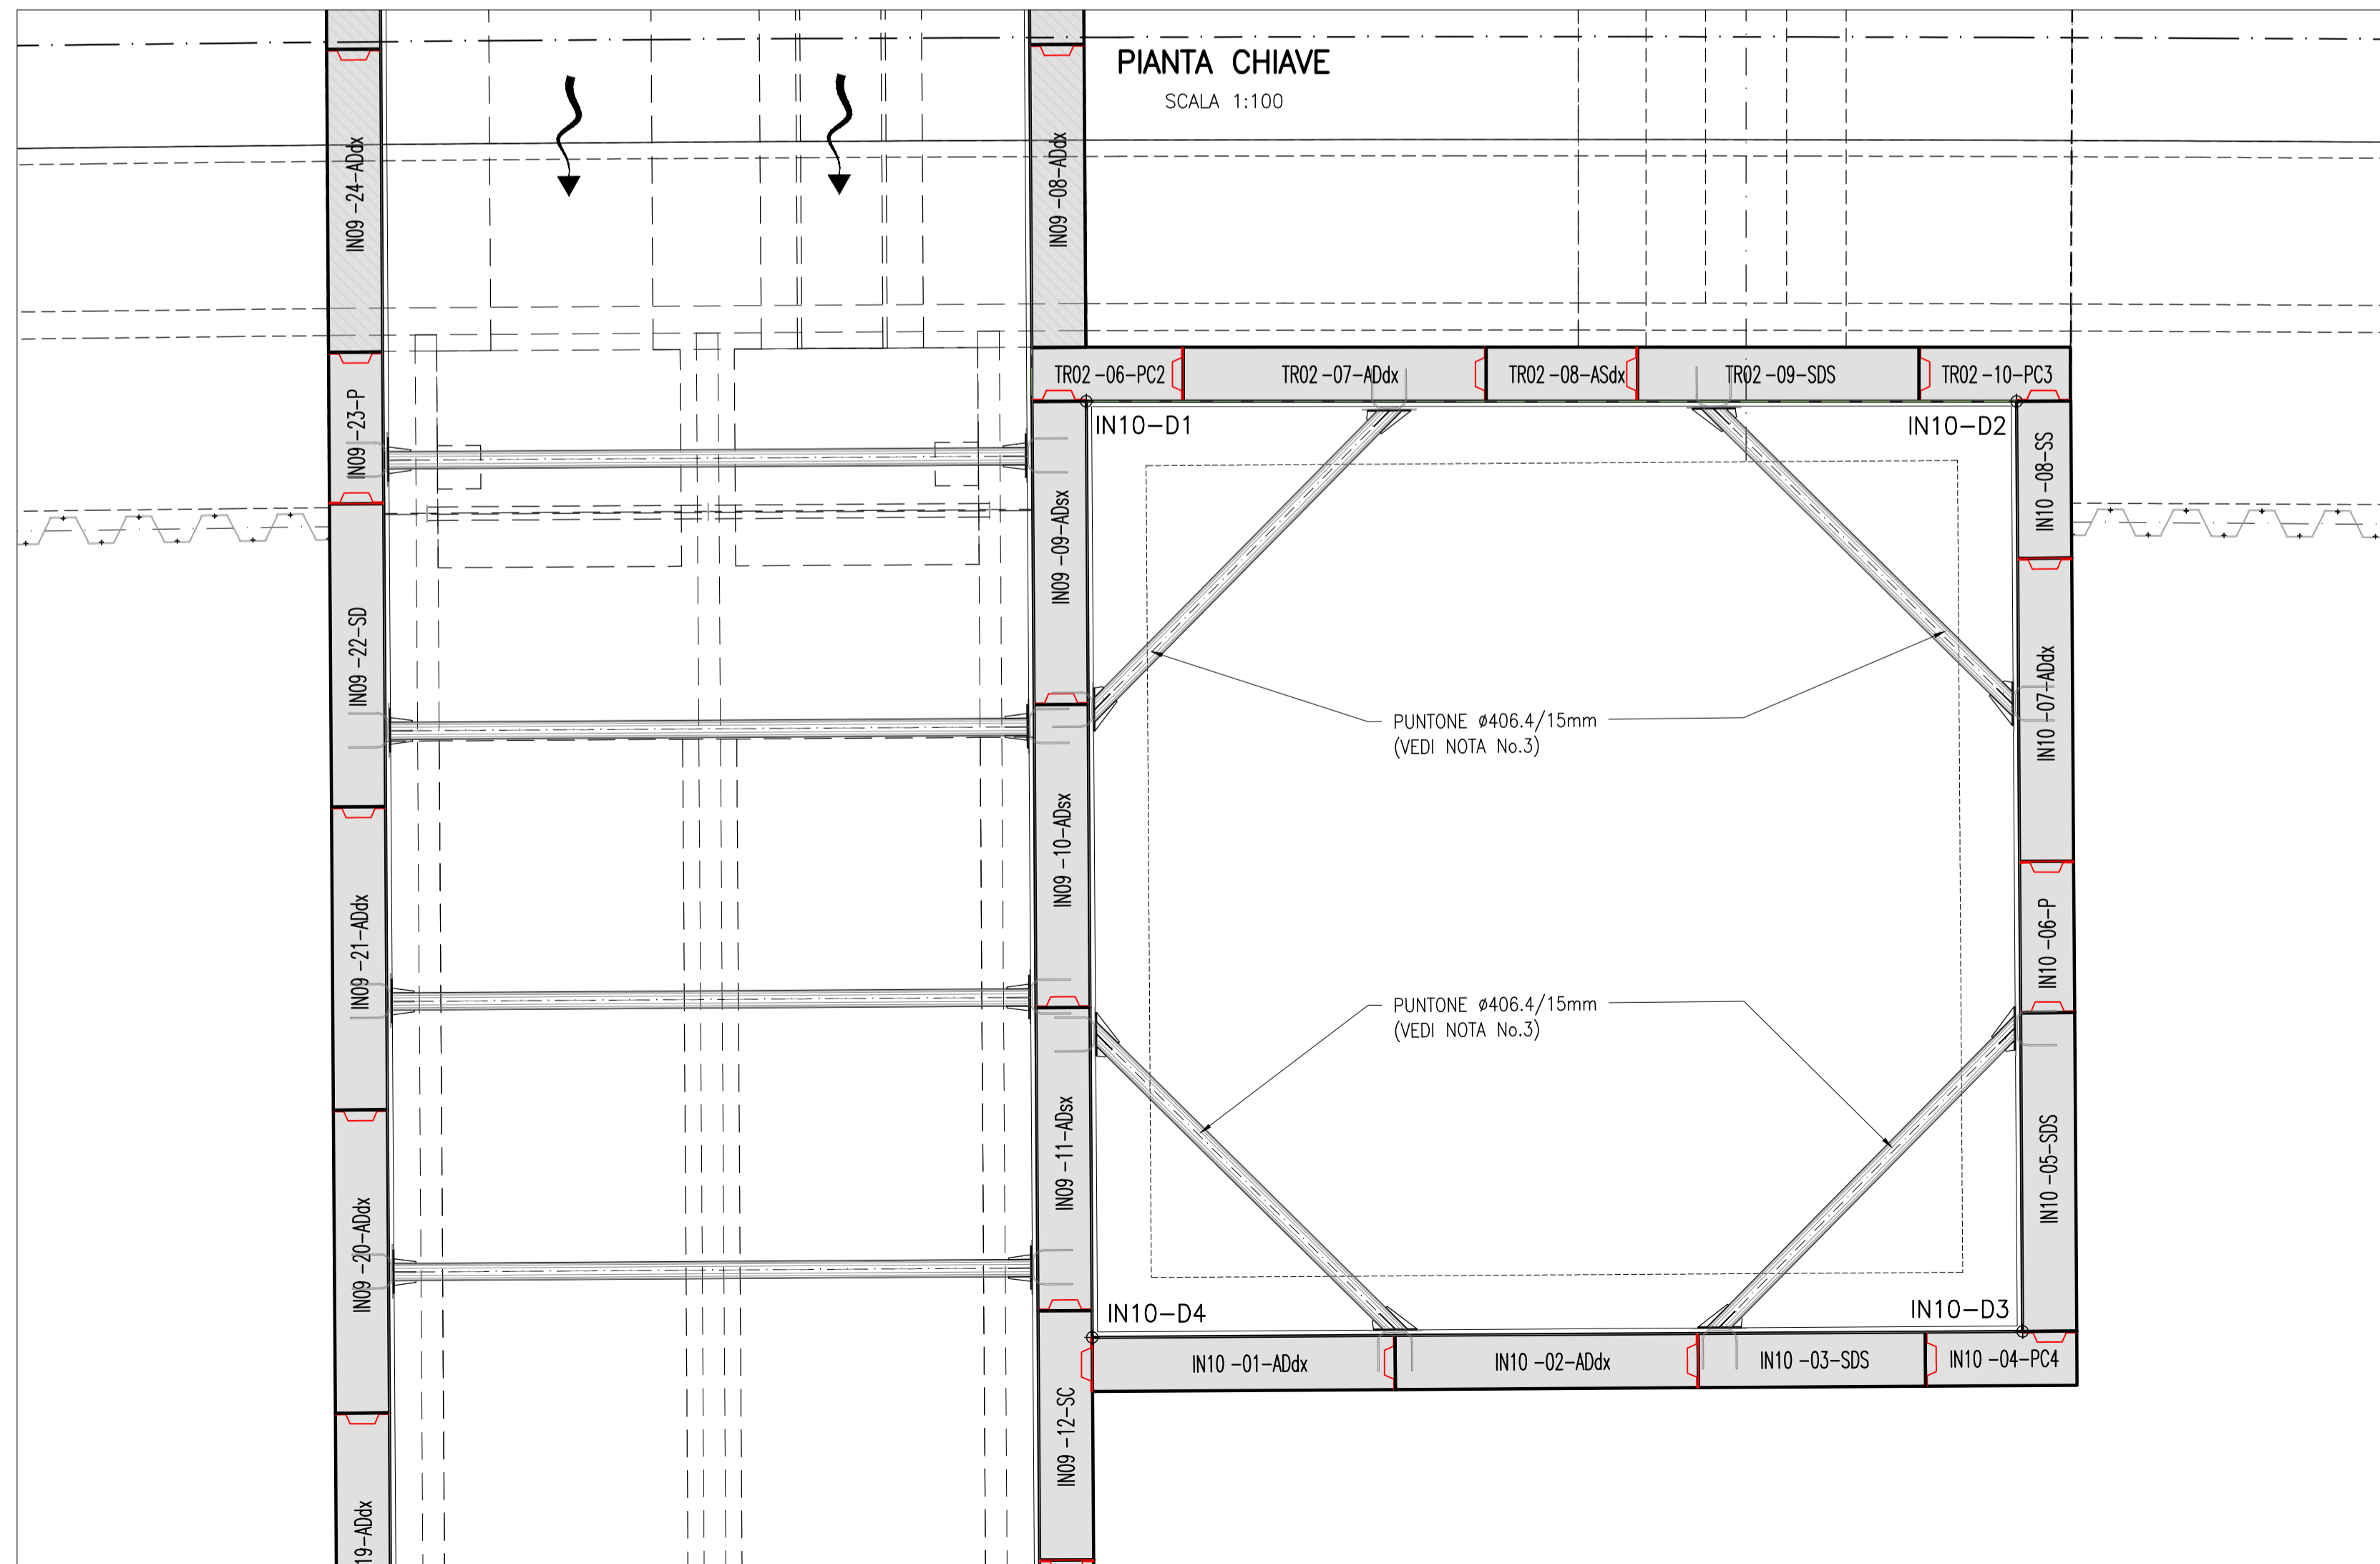 PIANTA CHIAVE
SCALA 1:100
IN09 -24-ADdx
IN09 -08-ADdx
TR02 -06-PC2
TR02 -07-ADdx
TR02 -08-ASdx
TR02 -09-SDS
TR02 -10-PC3
IN09 -23-P
IN10-D1
IN10-D2
IN10 -08-SS
IN09 -09-ADsx
IN09 -22-SD
IN10 -07-ADdx
PUNTONE ø406.4/15mm
(VEDI NOTA No.3)
IN09 -10-ADsx
IN09 -21-ADdx
IN10 -06-P
PUNTONE ø406.4/15mm
(VEDI NOTA No.3)
IN09 -11-ADsx
IN10 -05-SDS
IN09 -20-ADdx
IN10-D4
IN10-D3
IN10 -01-ADdx
IN10 -02-ADdx
IN10 -03-SDS
IN10 -04-PC4
IN09 -12-SC
19-ADdx